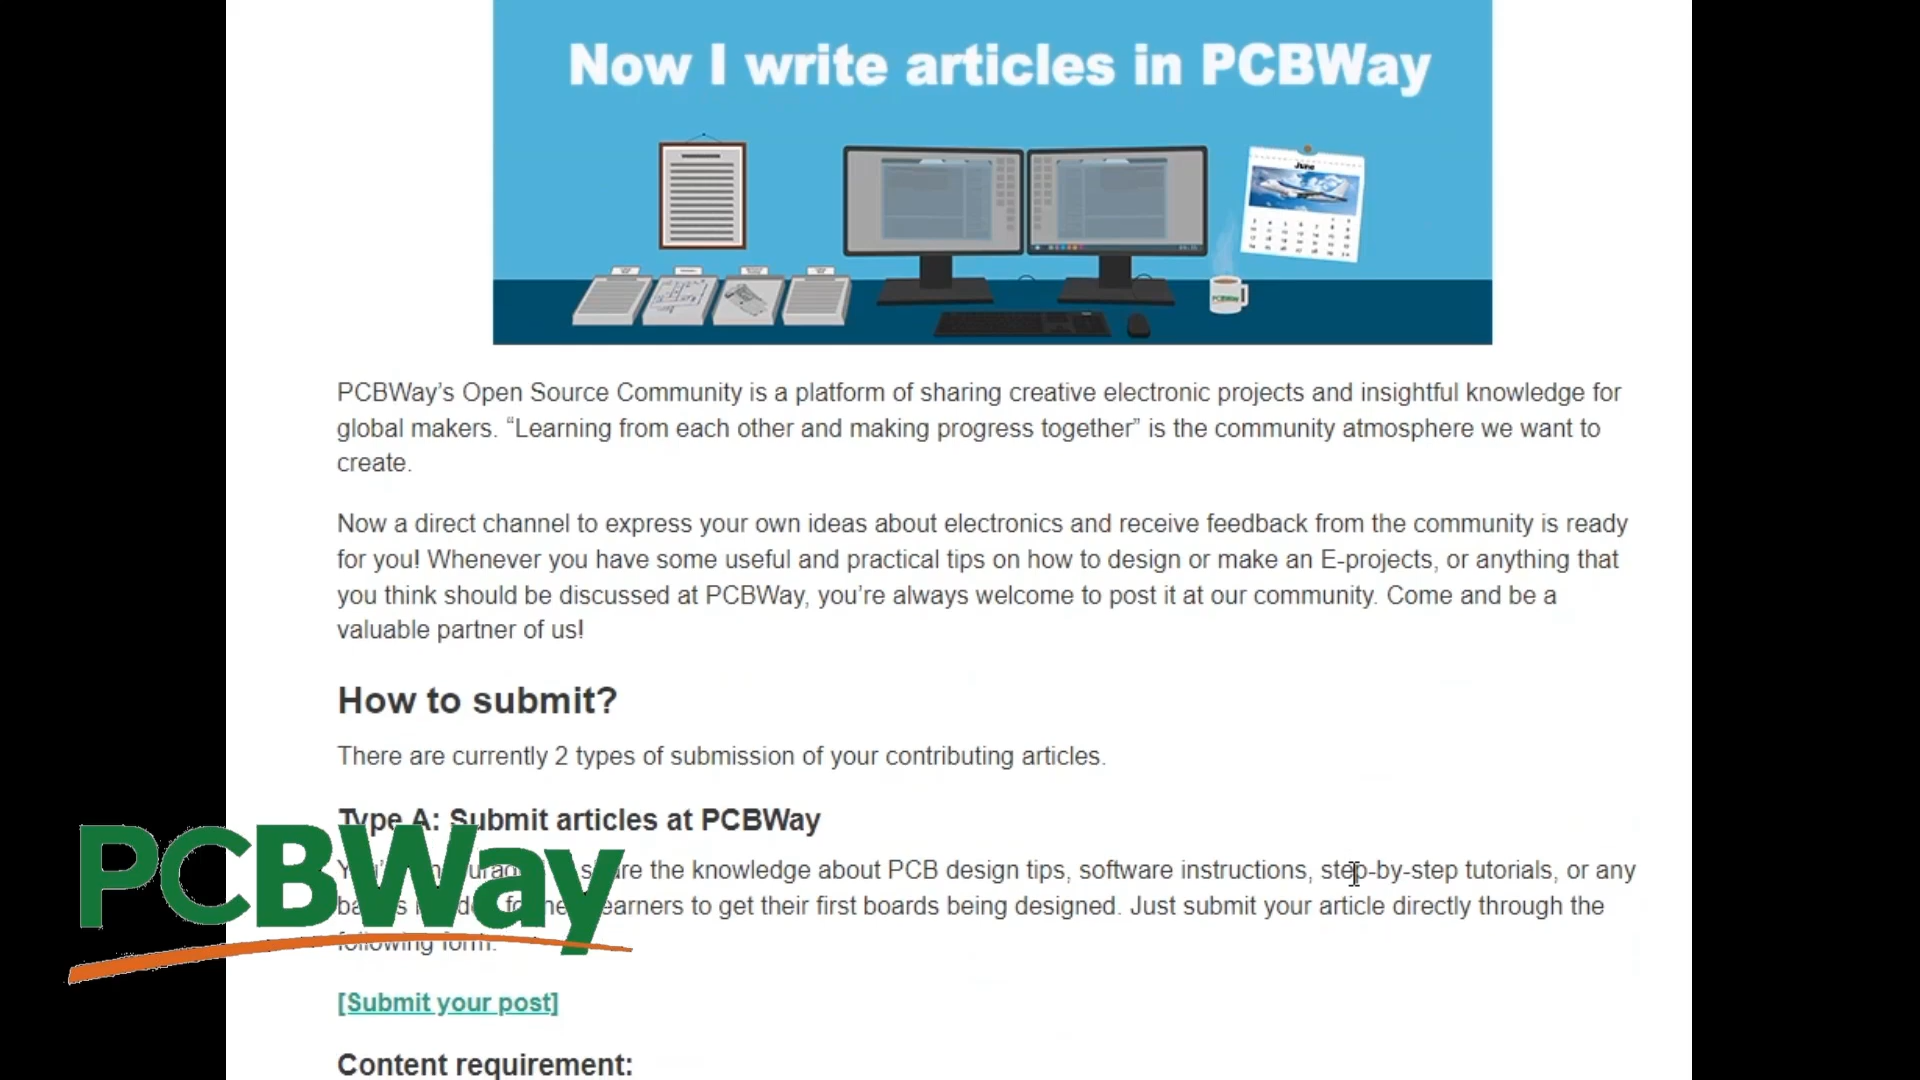 Now I write articles in PCBWay
June
PCBWay
PCBWay’s Open Source Community is a platform of sharing creative electronic projects and insightful knowledge for
global makers. “Learning from each other and making progress together” is the community atmosphere we want to
create.
Now a direct channel to express your own ideas about electronics and receive feedback from the community is ready
for you! Whenever you have some useful and practical tips on how to design or make an E-projects, or anything that
you think should be discussed at PCBWay, you’re always welcome to post it at our community. Come and be a
valuable partner of us!
How to submit?
There are currently 2 types of submission of your contributing articles.
Type A: Submit articles at PCBWay
the knowledge about PCB design tips, software instructions, step-by-step tutorials, or any
learners to get their first boards being designed. Just submit your article directly through the
following form.
PCBWay
[Submit your post]
Content requirement: